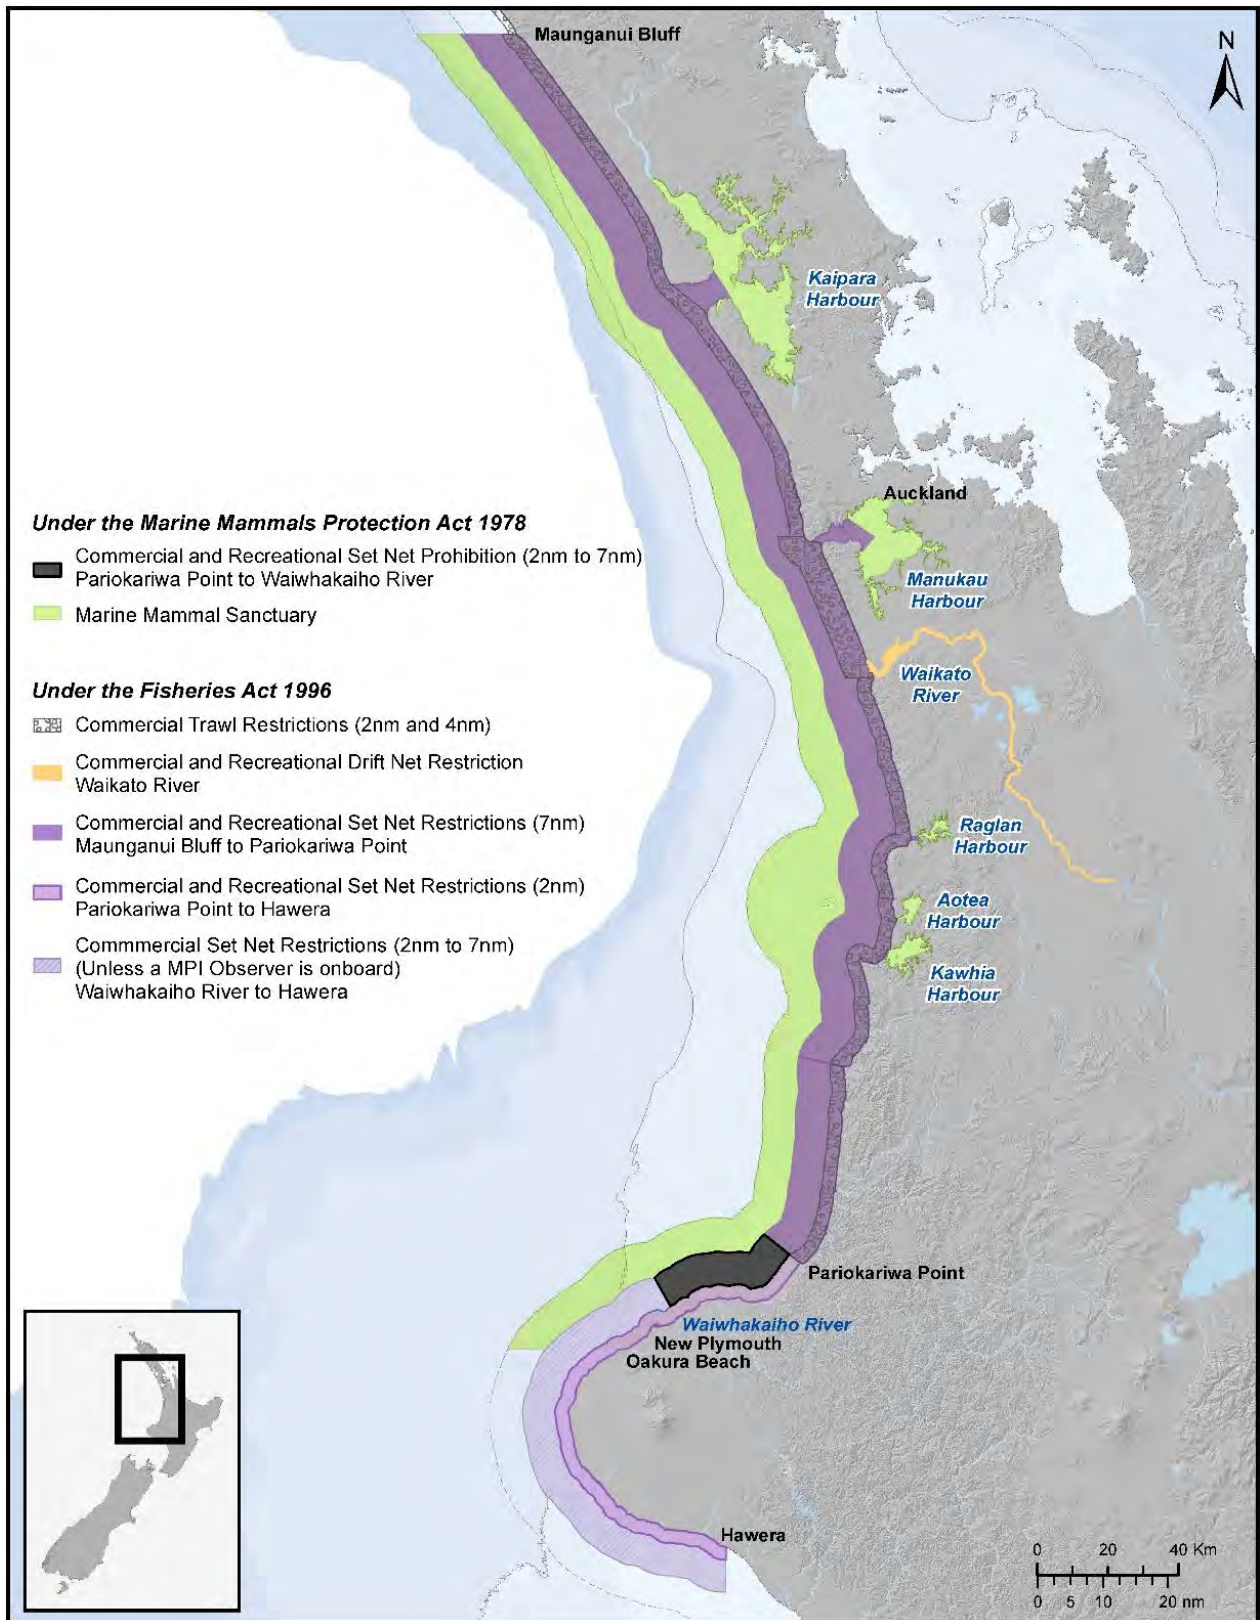 Maunganui Bluff
N
Kaipara
Harbour
Auckland
Manukau
Harbour
Waikato
River
Raglan
Harbour
Aotea
Harbour
Kawhia
Harbour
Under the Marine Mammals Protection Act 1978
Commercial and Recreational Set Net Prohibition (2nm to 7nm)
Pariokariwa Point to Waiwhakaiho River
Marine Mammal Sanctuary
Under the Fisheries Act 1996
Commercial Trawl Restrictions (2nm and 4nm)
Commercial and Recreational Drift Net Restriction
Waikato River
Commercial and Recreational Set Net Restrictions (7nm)
Maunganui Bluff to Pariokariwa Point
Commercial and Recreational Set Net Restrictions (2nm)
Pariokariwa Point to Hawera
Commmercial Set Net Restrictions (2nm to 7nm)
(Unless a MPI Observer is onboard)
Waiwhakaiho River to Hawera
Pariokariwa Point
Waiwhakaiho River
New Plymouth
Oakura Beach
Hawera
0 20 40 Km
0 5 10 20 nm